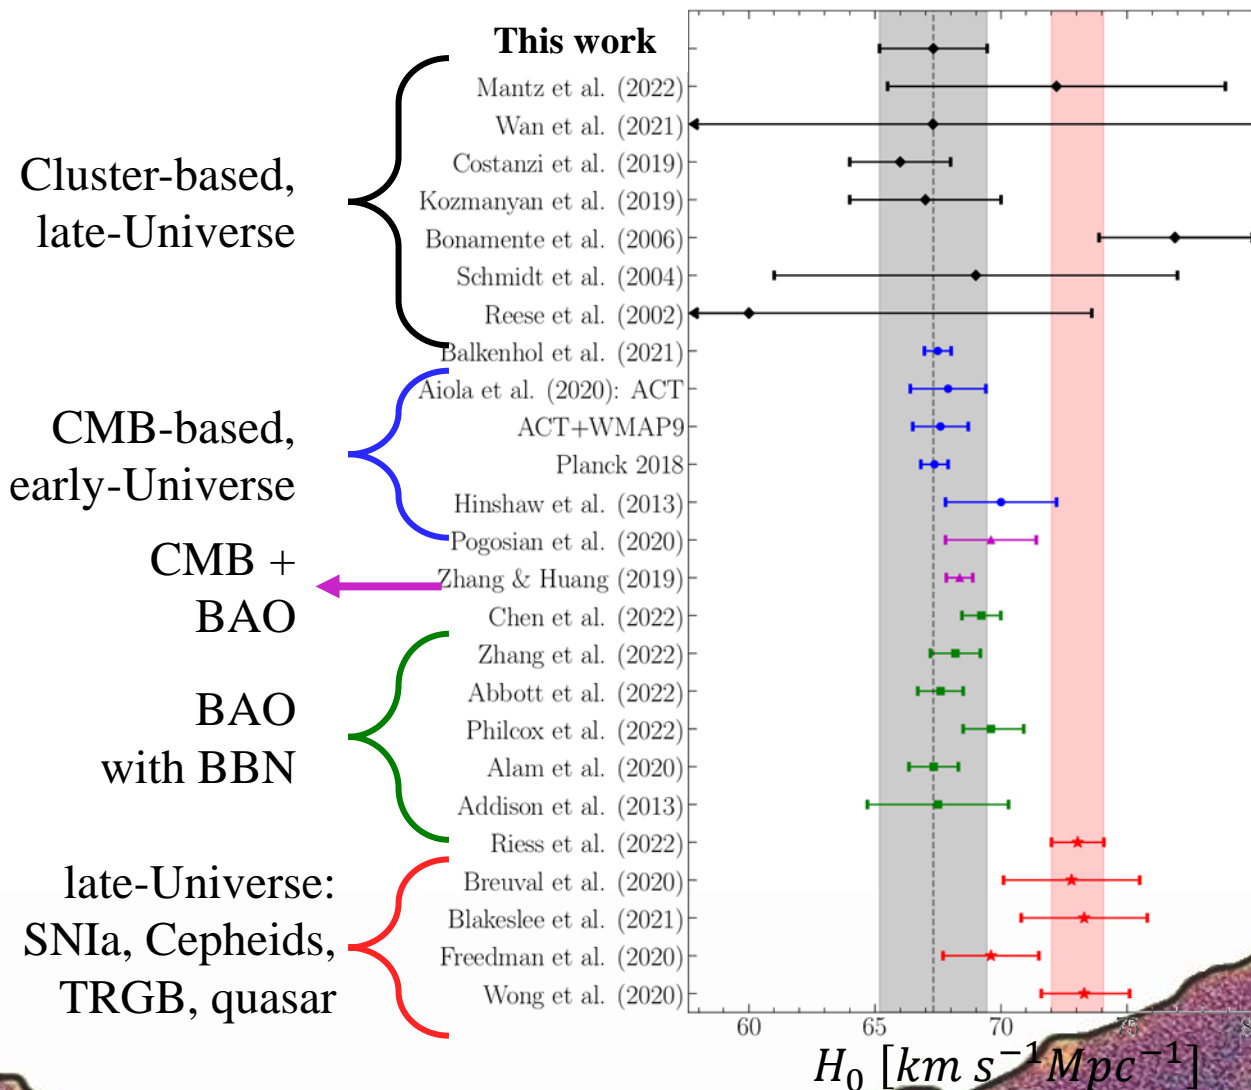 This work
Mantz et al. (2022)
Wan et al. (2021)
Costanzi et al. (2019)
Kozmanyan et al. (2019)
Bonamente et al. (2006)
Schmidt et al. (2004)
Reese et al. (2002)
Balkenhol et al. (2021)
Aiola et al. (2020): ACT
ACT+WMAP9
Planck 2018
Hinshaw et al. (2013)
Pogosian et al. (2020)
Zhang & Huang (2019)
Chen et al. (2022)
Zhang et al. (2022)
Abbott et al. (2022)
Philcox et al. (2022)
Alam et al. (2020)
Addison et al. (2013)
Riess et al. (2022)
Breuval et al. (2020)
Blakeslee et al. (2021)
Freedman et al. (2020)
Wong et al. (2020)
Cluster-based,
late-Universe
CMB-based,
early-Universe
CMB +
BAO
BAO
with BBN
late-Universe:
SNIa, Cepheids,
TRGB, quasar
60 65 70 75
H₀ [km s⁻¹Mpc⁻¹]